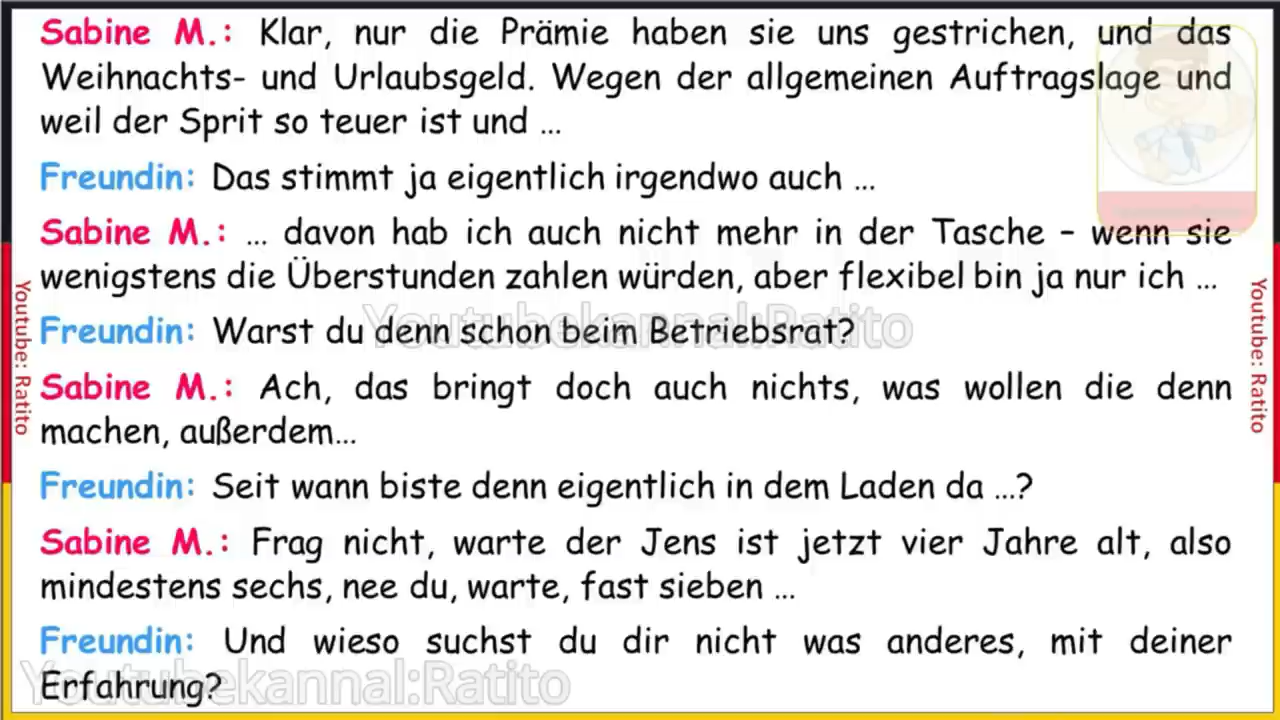 Sabine M.: Klar, nur die Prämie haben sie uns gestrichen, und das
Weihnachts- und Urlaubsgeld. Wegen der allgemeinen Auftragslage und
weil der Sprit so teuer ist und ...
Freundin: Das stimmt ja eigentlich irgendwo auch ...
Sabine M.: ... davon hab ich auch nicht mehr in der Tasche – wenn sie
wenigstens die Überstunden zahlen würden, aber flexibel bin ja nur ich ...
Youtubekannal:Ratito
Freundin: Warst du denn schon beim Betriebsrat?
Sabine M.: Ach, das bringt doch auch nichts, was wollen die denn
machen, außerdem...
Freundin: Seit wann biste denn eigentlich in dem Laden da ...?
Sabine M.: Frag nicht, warte der Jens ist jetzt vier Jahre alt, also
mindestens sechs, nee du, warte, fast sieben ...
Freundin: Und wieso suchst du dir nicht was anderes, mit deiner
Erfahrung?
Youtubekannal:Ratito
Youtube: Ratito
Youtube: Ratito